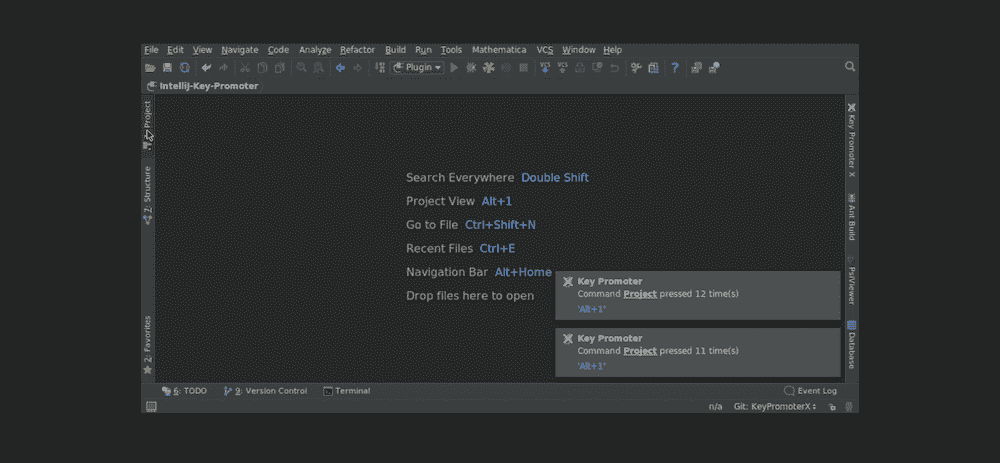 File Edit View Navigate Code Analyze Refactor Build Run Tools Mathematica VCS Window Help
Plugin
VCS VCS
Intellij-Key-Promoter
1: Project
7: Structure
2: Favorites
Search Everywhere Double Shift
Project View Alt+1
Go to File Ctrl+Shift+N
Recent Files Ctrl+E
Navigation Bar Alt+Home
Drop files here to open
Key Promoter
Command Project pressed 12 time(s)
'Alt+1'
Key Promoter
Command Project pressed 11 time(s)
'Alt+1'
Key Promoter X
Ant Build
PsiViewer
Database
6: TODO 9: Version Control Terminal Event Log
n/a Git: KeyPromoterX